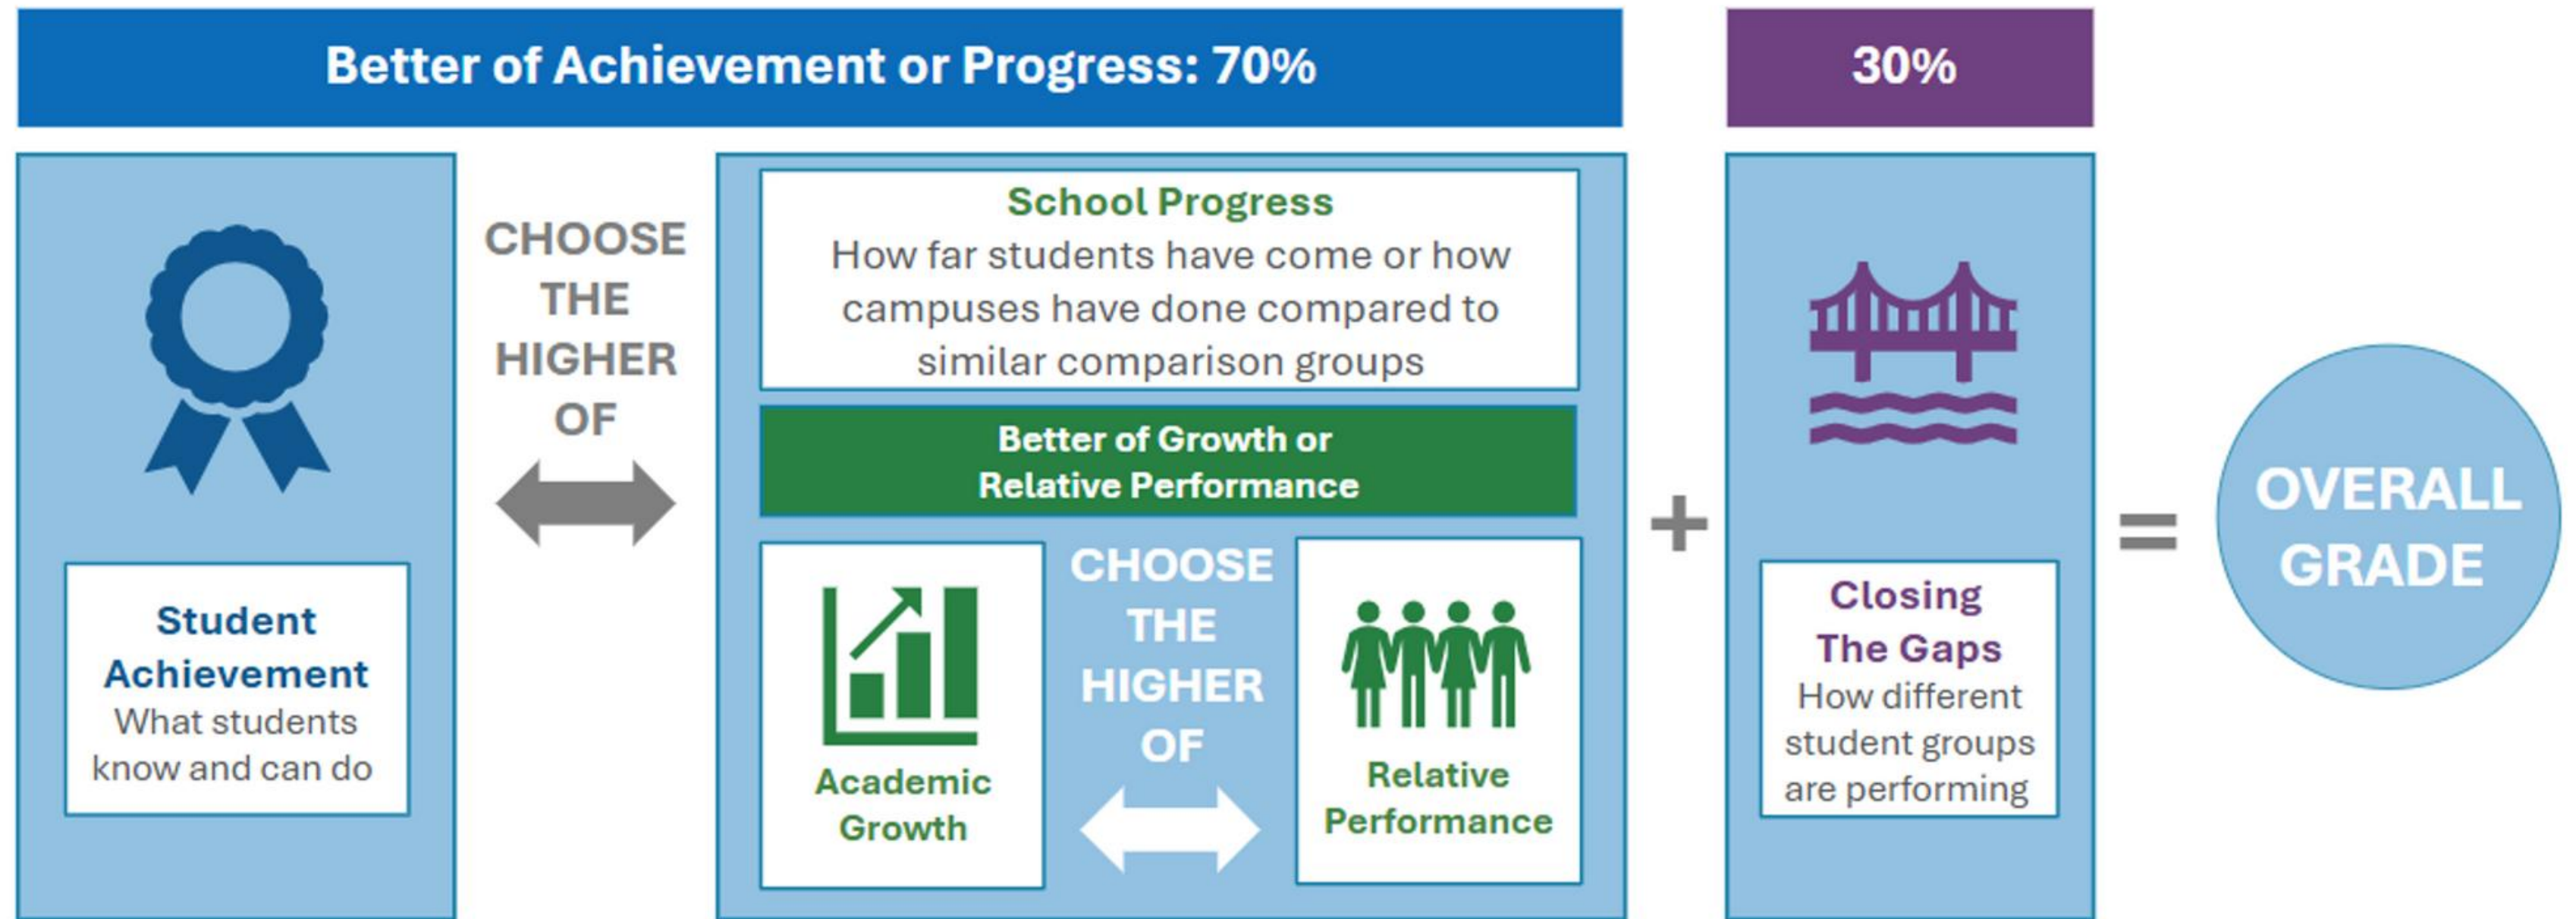 Better of Achievement or Progress: 70%
30%
Student
Achievement
What students
know and can do
CHOOSE
THE
HIGHER
OF
School Progress
How far students have come or how
campuses have done compared to
similar comparison groups
Better of Growth or
Relative Performance
Academic
Growth
CHOOSE
THE
HIGHER
OF
Relative
Performance
+
Closing
The Gaps
How different
student groups
are performing
=
OVERALL
GRADE